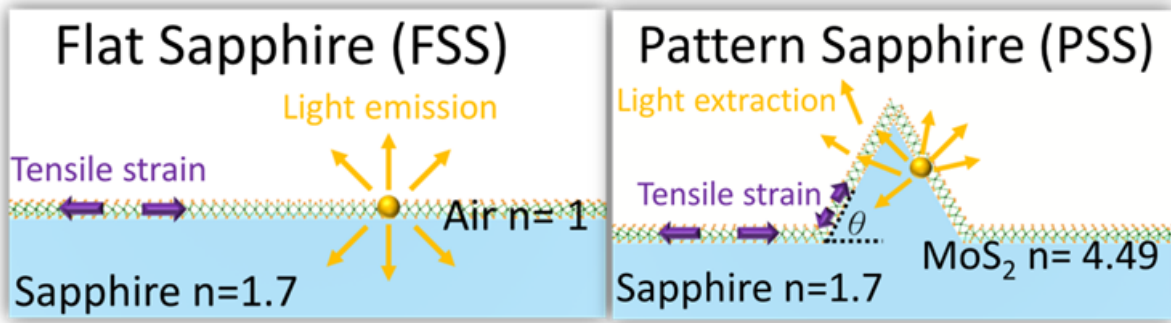 Flat Sapphire (FSS)
Light emission
Tensile strain
Air n= 1
Sapphire n=1.7
Pattern Sapphire (PSS)
Light extraction
Tensile strain
θ
MoS₂ n= 4.49
Sapphire n=1.7